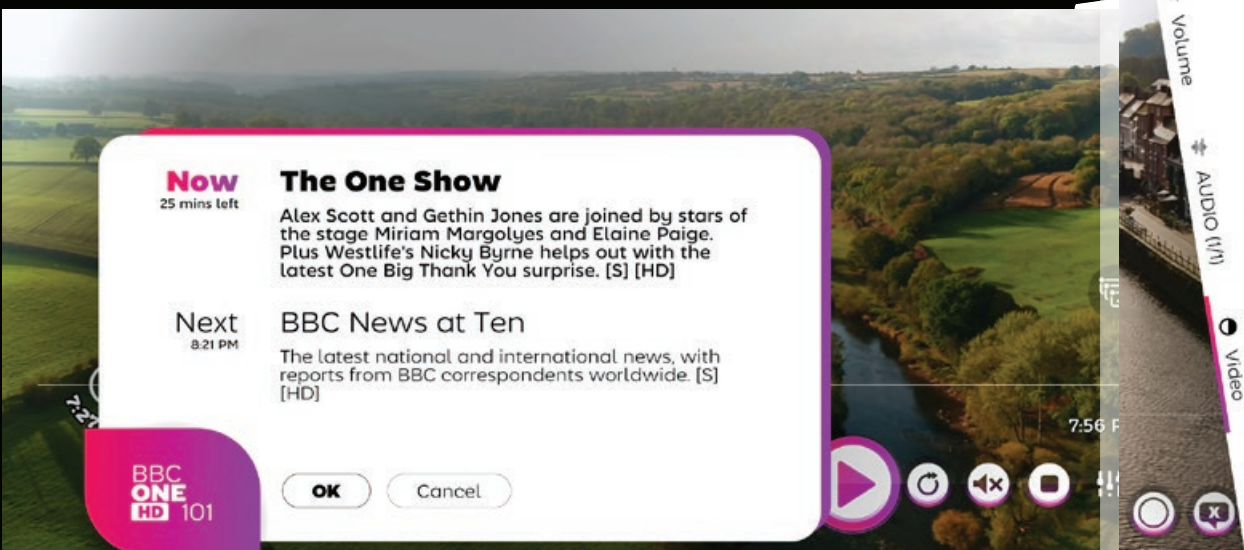 Now
25 mins left
The One Show
Alex Scott and Gethin Jones are joined by stars of
the stage Miriam Margolyes and Elaine Paige.
Plus Westlife's Nicky Byrne helps out with the
latest One Big Thank You surprise. [S] [HD]
Next
8:21 PM
BBC News at Ten
The latest national and international news, with
reports from BBC correspondents worldwide. [S]
[HD]
BBC
ONE
HD 101
OK
Cancel
7:56
Volume
AUDIO (1/1)
Video